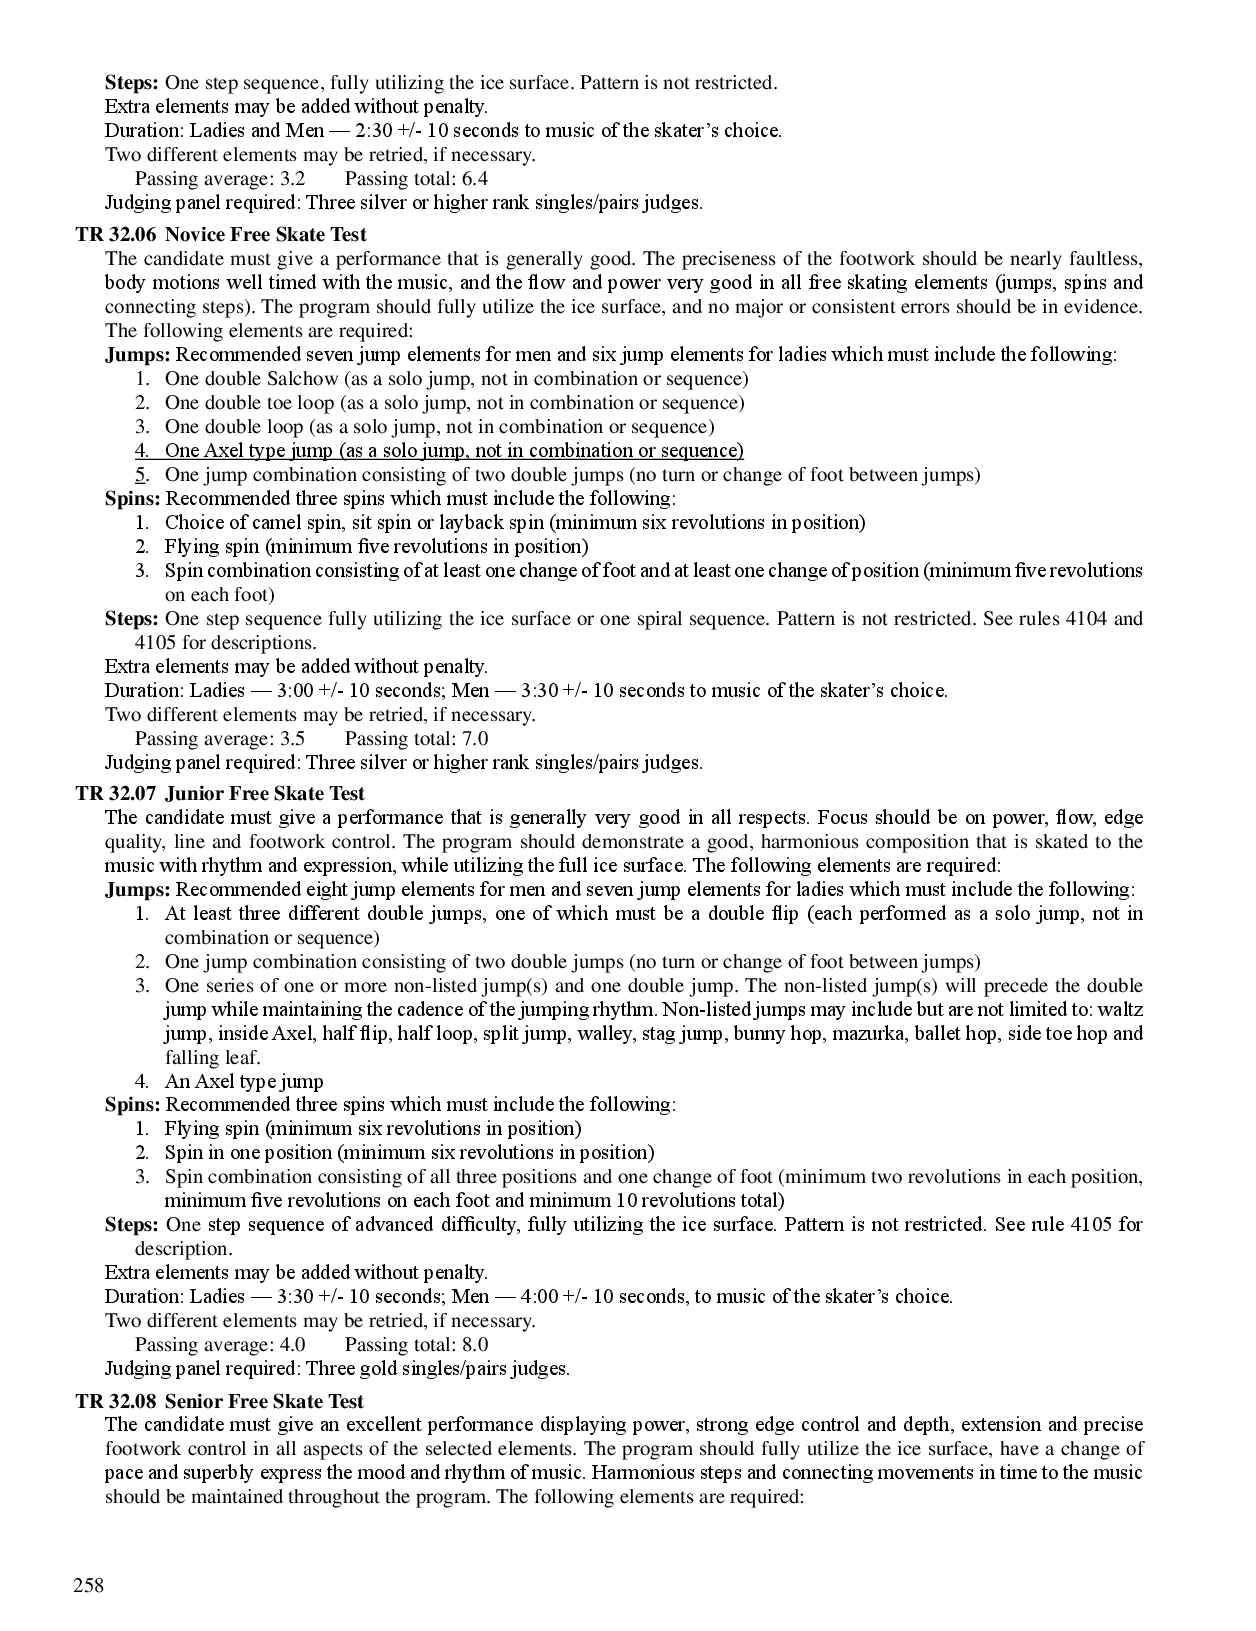 Steps: One step sequence, fully utilizing the ice surface. Pattern is not restricted.
Extra elements may be added without penalty.
Duration: Ladies and Men — 2:30 +/- 10 seconds to music of the skater’s choice.
Two different elements may be retried, if necessary.
Passing average: 3.2 Passing total: 6.4
Judging panel required: Three silver or higher rank singles/pairs judges.
TR 32.06 Novice Free Skate Test
The candidate must give a performance that is generally good. The preciseness of the footwork should be nearly faultless,
body motions well timed with the music, and the flow and power very good in all free skating elements (jumps, spins and
connecting steps). The program should fully utilize the ice surface, and no major or consistent errors should be in evidence.
The following elements are required:
Jumps: Recommended seven jump elements for men and six jump elements for ladies which must include the following:
1. One double Salchow (as a solo jump, not in combination or sequence)
2. One double toe loop (as a solo jump, not in combination or sequence)
3. One double loop (as a solo jump, not in combination or sequence)
4. One Axel type jump (as a solo jump, not in combination or sequence)
5. One jump combination consisting of two double jumps (no turn or change of foot between jumps)
Spins: Recommended three spins which must include the following:
1. Choice of camel spin, sit spin or layback spin (minimum six revolutions in position)
2. Flying spin (minimum five revolutions in position)
3. Spin combination consisting of at least one change of foot and at least one change of position (minimum five revolutions
on each foot)
Steps: One step sequence fully utilizing the ice surface or one spiral sequence. Pattern is not restricted. See rules 4104 and
4105 for descriptions.
Extra elements may be added without penalty.
Duration: Ladies — 3:00 +/- 10 seconds; Men — 3:30 +/- 10 seconds to music of the skater’s choice.
Two different elements may be retried, if necessary.
Passing average: 3.5 Passing total: 7.0
Judging panel required: Three silver or higher rank singles/pairs judges.
TR 32.07 Junior Free Skate Test
The candidate must give a performance that is generally very good in all respects. Focus should be on power, flow, edge
quality, line and footwork control. The program should demonstrate a good, harmonious composition that is skated to the
music with rhythm and expression, while utilizing the full ice surface. The following elements are required:
Jumps: Recommended eight jump elements for men and seven jump elements for ladies which must include the following:
1. At least three different double jumps, one of which must be a double flip (each performed as a solo jump, not in
combination or sequence)
2. One jump combination consisting of two double jumps (no turn or change of foot between jumps)
3. One series of one or more non-listed jump(s) and one double jump. The non-listed jump(s) will precede the double
jump while maintaining the cadence of the jumping rhythm. Non-listed jumps may include but are not limited to: waltz
jump, inside Axel, half flip, half loop, split jump, walley, stag jump, bunny hop, mazurka, ballet hop, side toe hop and
falling leaf.
4. An Axel type jump
Spins: Recommended three spins which must include the following:
1. Flying spin (minimum six revolutions in position)
2. Spin in one position (minimum six revolutions in position)
3. Spin combination consisting of all three positions and one change of foot (minimum two revolutions in each position,
minimum five revolutions on each foot and minimum 10 revolutions total)
Steps: One step sequence of advanced difficulty, fully utilizing the ice surface. Pattern is not restricted. See rule 4105 for
description.
Extra elements may be added without penalty.
Duration: Ladies — 3:30 +/- 10 seconds; Men — 4:00 +/- 10 seconds, to music of the skater’s choice.
Two different elements may be retried, if necessary.
Passing average: 4.0 Passing total: 8.0
Judging panel required: Three gold singles/pairs judges.
TR 32.08 Senior Free Skate Test
The candidate must give an excellent performance displaying power, strong edge control and depth, extension and precise
footwork control in all aspects of the selected elements. The program should fully utilize the ice surface, have a change of
pace and superbly express the mood and rhythm of music. Harmonious steps and connecting movements in time to the music
should be maintained throughout the program. The following elements are required:
258